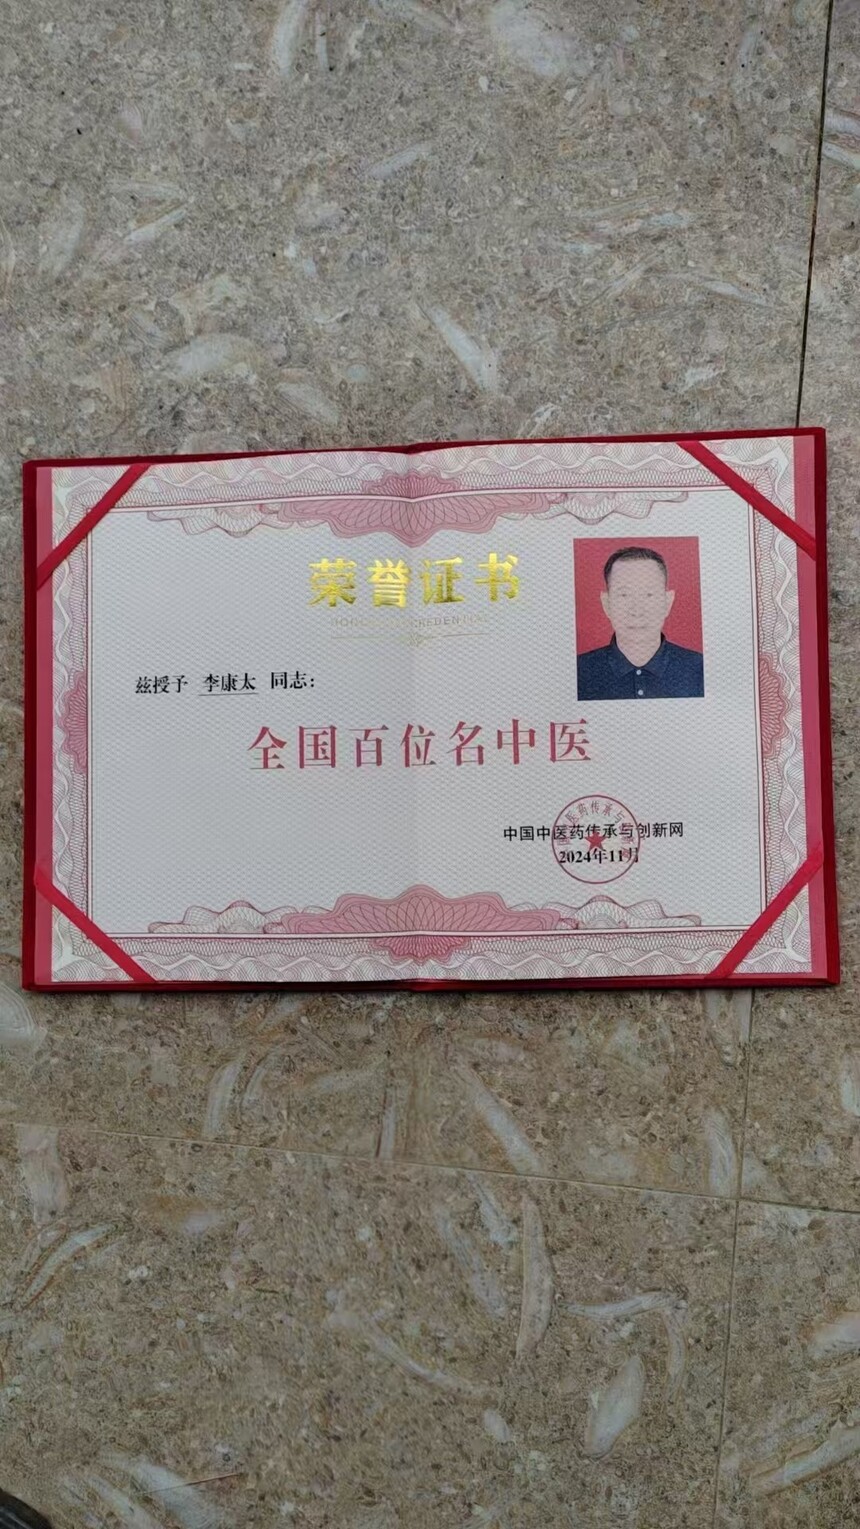 荣誉证书
HONOR CREDENTIAL
兹授予 李康太 同志：
全国百位名中医
中国中医药传承与创新网
2024年11月